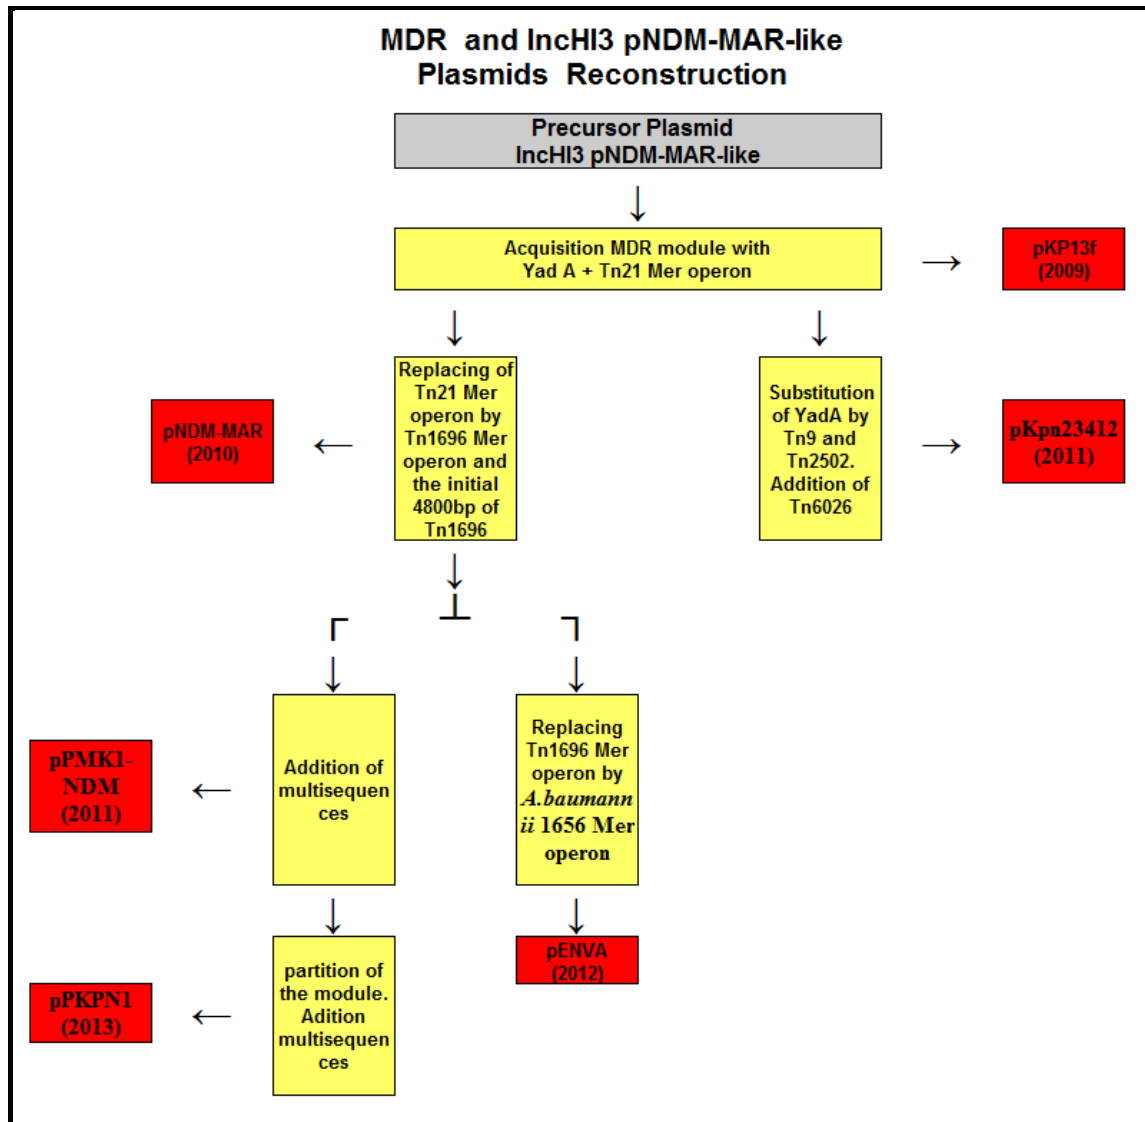 MDR and IncHI3 pNDM-MAR-like
Plasmids Reconstruction
Precursor Plasmid
IncHI3 pNDM-MAR-like
Acquisition MDR module with
Yad A + Tn21 Mer operon
pKP13f
(2009)
Replacing of
Tn21 Mer
operon by
Tn1696 Mer
operon and
the initial
4800bp of
Tn1696
pNDM-MAR
(2010)
Substitution
of YadA by
Tn9 and
Tn2502.
Addition of
Tn6026
pKpn23412
(2011)
Addition of
multisequen
ces
pPMK1-
NDM
(2011)
Replacing
Tn1696 Mer
operon by
A.baumann
ii 1656 Mer
operon
pENVA
(2012)
partition of
the module.
Adition
multisequen
ces
pPKPN1
(2013)